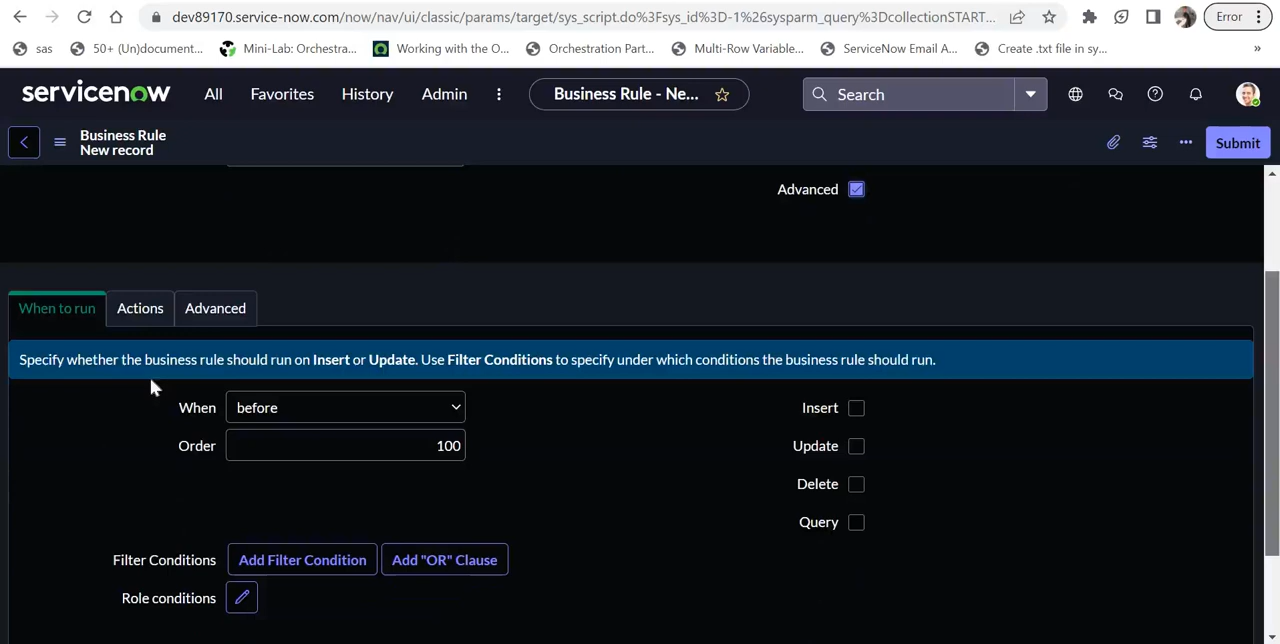 dev89170.service-now.com/now/nav/ui/classic/params/target/sys_script.do%3Fsys_id%3D-1%26sysparm_query%3DcollectionSTART...
Error
sas
50+ (Un)document...
Mini-Lab: Orchestra...
Working with the O...
Orchestration Part...
Multi-Row Variable...
ServiceNow Email A...
Create .txt file in sy...
»
servicenow
All
Favorites
History
Admin
Business Rule - Ne...
Search
Business Rule
New record
Submit
Advanced
When to run
Actions
Advanced
Specify whether the business rule should run on Insert or Update. Use Filter Conditions to specify under which conditions the business rule should run.
When
before
Insert
Order
100
Update
Delete
Query
Filter Conditions
Add Filter Condition
Add "OR" Clause
Role conditions